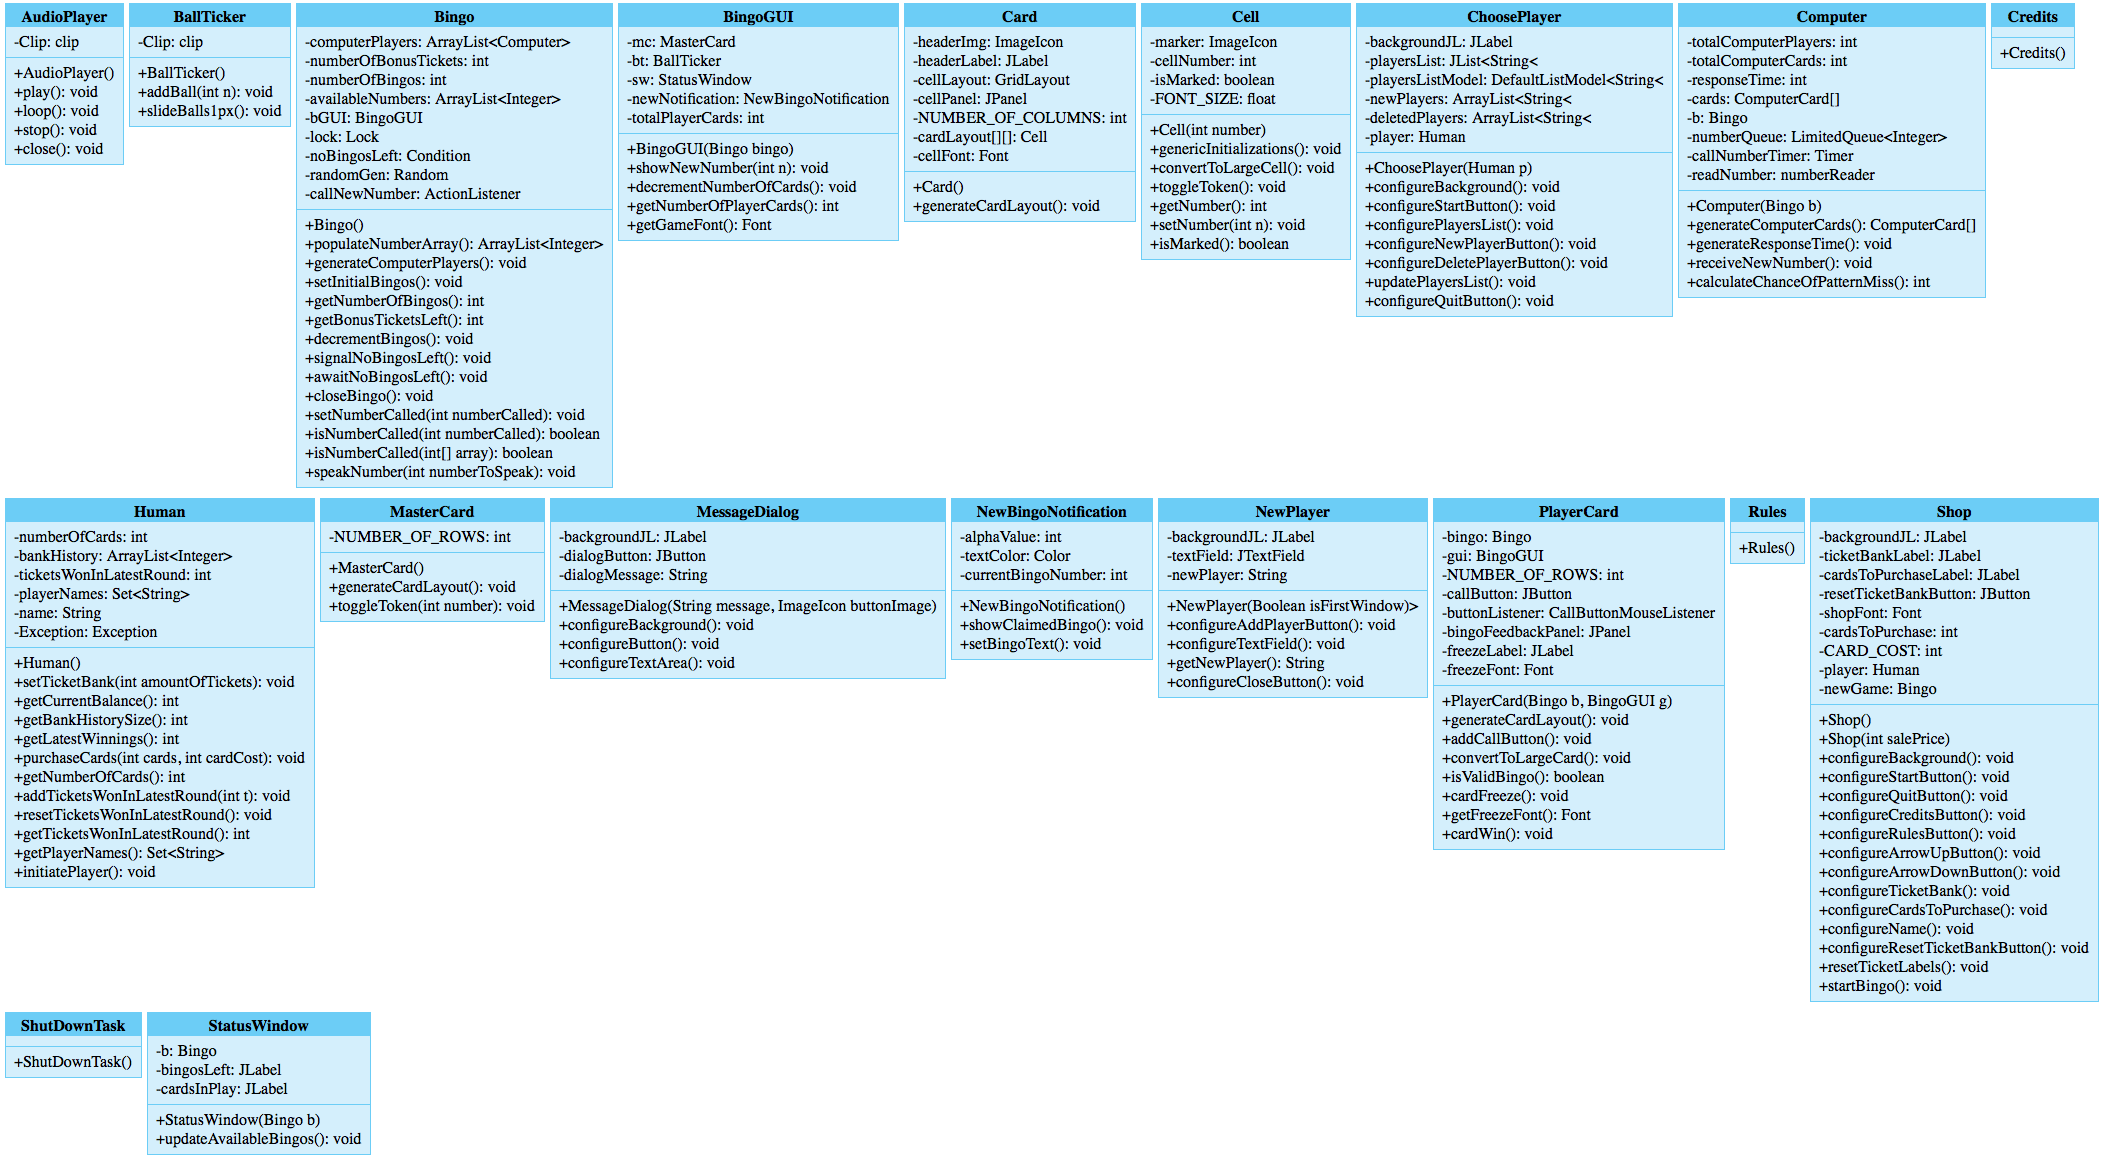 AudioPlayer
-Clip: clip
+AudioPlayer()
+play(): void
+loop(): void
+stop(): void
+close(): void
BallTicker
-Clip: clip
+BallTicker()
+addBall(int n): void
+slideBalls1px(): void
Bingo
-computerPlayers: ArrayList<Computer>
-numberOfBonusTickets: int
-numberOfBingos: int
-availableNumbers: ArrayList<Integer>
-bGUI: BingoGUI
-lock: Lock
-noBingosLeft: Condition
-randomGen: Random
-callNewNumber: ActionListener
+Bingo()
+populateNumberArray(): ArrayList<Integer>
+generateComputerPlayers(): void
+setInitialBingos(): void
+getNumberOfBingos(): int
+getBonusTicketsLeft(): int
+decrementBingos(): void
+signalNoBingosLeft(): void
+awaitNoBingosLeft(): void
+closeBingo(): void
+setNumberCalled(int numberCalled): void
+isNumberCalled(int numberCalled): boolean
+isNumberCalled(int[] array): boolean
+speakNumber(int numberToSpeak): void
BingoGUI
-mc: MasterCard
-bt: BallTicker
-sw: StatusWindow
-newNotification: NewBingoNotification
-totalPlayerCards: int
+BingoGUI(Bingo bingo)
+showNewNumber(int n): void
+decrementNumberOfCards(): void
+getNumberOfPlayerCards(): int
+getGameFont(): Font
Card
-headerImg: ImageIcon
-headerLabel: JLabel
-cellLayout: GridLayout
-cellPanel: JPanel
-NUMBER_OF_COLUMNS: int
-cardLayout[][]: Cell
-cellFont: Font
+Card()
+generateCardLayout(): void
Cell
-marker: ImageIcon
-cellNumber: int
-isMarked: boolean
-FONT_SIZE: float
+Cell(int number)
+genericInitializations(): void
+convertToLargeCell(): void
+toggleToken(): void
+getNumber(): int
+setNumber(int n): void
+isMarked(): boolean
ChoosePlayer
-backgroundJL: JLabel
-playersList: JList<String<
-playersListModel: DefaultListModel<String<
-newPlayers: ArrayList<String<
-deletedPlayers: ArrayList<String<
-player: Human
+ChoosePlayer(Human p)
+configureBackground(): void
+configureStartButton(): void
+configurePlayersList(): void
+configureNewPlayerButton(): void
+configureDeletePlayerButton(): void
+updatePlayersList(): void
+configureQuitButton(): void
Computer
-totalComputerPlayers: int
-totalComputerCards: int
-responseTime: int
-cards: ComputerCard[]
-b: Bingo
-numberQueue: LimitedQueue<Integer>
-callNumberTimer: Timer
-readNumber: numberReader
+Computer(Bingo b)
+generateComputerCards(): ComputerCard[]
+generateResponseTime(): void
+receiveNewNumber(): void
+calculateChanceOfPatternMiss(): int
Credits
+Credits()
Human
-numberOfCards: int
-bankHistory: ArrayList<Integer>
-ticketsWonInLatestRound: int
-playerNames: Set<String>
-name: String
-Exception: Exception
+Human()
+setTicketBank(int amountOfTickets): void
+getCurrentBalance(): int
+getBankHistorySize(): int
+getLatestWinnings(): int
+purchaseCards(int cards, int cardCost): void
+getNumberOfCards(): int
+addTicketsWonInLatestRound(int t): void
+resetTicketsWonInLatestRound(): void
+getTicketsWonInLatestRound(): int
+getPlayerNames(): Set<String>
+initiatePlayer(): void
MasterCard
-NUMBER_OF_ROWS: int
+MasterCard()
+generateCardLayout(): void
+toggleToken(int number): void
MessageDialog
-backgroundJL: JLabel
-dialogButton: JButton
-dialogMessage: String
+MessageDialog(String message, ImageIcon buttonImage)
+configureBackground(): void
+configureButton(): void
+configureTextArea(): void
NewBingoNotification
-alphaValue: int
-textColor: Color
-currentBingoNumber: int
+NewBingoNotification()
+showClaimedBingo(): void
+setBingoText(): void
NewPlayer
-backgroundJL: JLabel
-textField: JTextField
-newPlayer: String
+NewPlayer(Boolean isFirstWindow)>
+configureAddPlayerButton(): void
+configureTextField(): void
+getNewPlayer(): String
+configureCloseButton(): void
PlayerCard
-bingo: Bingo
-gui: BingoGUI
-NUMBER_OF_ROWS: int
-callButton: JButton
-buttonListener: CallButtonMouseListener
-bingoFeedbackPanel: JPanel
-freezeLabel: JLabel
-freezeFont: Font
+PlayerCard(Bingo b, BingoGUI g)
+generateCardLayout(): void
+addCallButton(): void
+convertToLargeCard(): void
+isValidBingo(): boolean
+cardFreeze(): void
+getFreezeFont(): Font
+cardWin(): void
Rules
+Rules()
Shop
-backgroundJL: JLabel
-ticketBankLabel: JLabel
-cardsToPurchaseLabel: JLabel
-resetTicketBankButton: JButton
-shopFont: Font
-cardsToPurchase: int
-CARD_COST: int
-player: Human
-newGame: Bingo
+Shop()
+Shop(int salePrice)
+configureBackground(): void
+configureStartButton(): void
+configureQuitButton(): void
+configureCreditsButton(): void
+configureRulesButton(): void
+configureArrowUpButton(): void
+configureArrowDownButton(): void
+configureTicketBank(): void
+configureCardsToPurchase(): void
+configureName(): void
+configureResetTicketBankButton(): void
+resetTicketLabels(): void
+startBingo(): void
ShutDownTask
+ShutDownTask()
StatusWindow
-b: Bingo
-bingosLeft: JLabel
-cardsInPlay: JLabel
+StatusWindow(Bingo b)
+updateAvailableBingos(): void